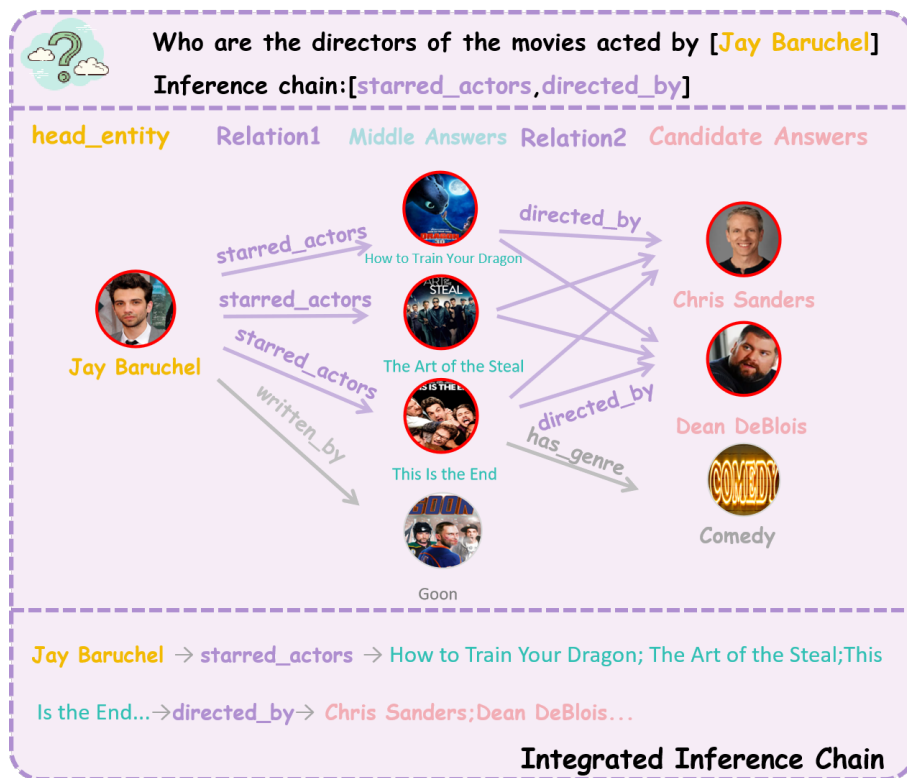 Who are the directors of the movies acted by [Jay Baruchel]
Inference chain:[starred_actors,directed_by]
head_entity Relation1 Middle Answers Relation2 Candidate Answers
starred_actors
directed_by
How to Train Your Dragon
starred_actors
STEAL
Chris Sanders
Jay Baruchel
starred_actors
The Art of the Steal
written_by
directed_by
Dean DeBlois
has_genre
This Is the End
COMEDY
GOON
Comedy
Goon
Jay Baruchel → starred_actors → How to Train Your Dragon; The Art of the Steal;This
Is the End...→directed_by→ Chris Sanders;Dean DeBlois...
Integrated Inference Chain